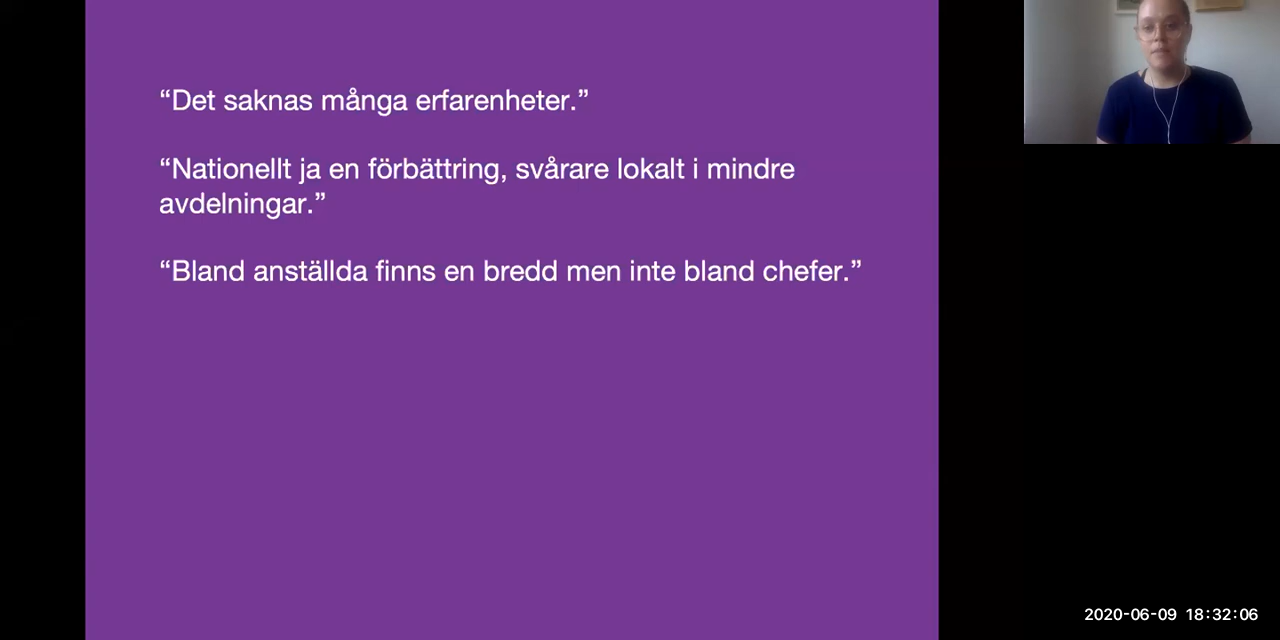 “Det saknas många erfarenheter.”
“Nationellt ja en förbättring, svårare lokalt i mindre
avdelningar.”
“Bland anställda finns en bredd men inte bland chefer.”
2020-06-09 18:32:06